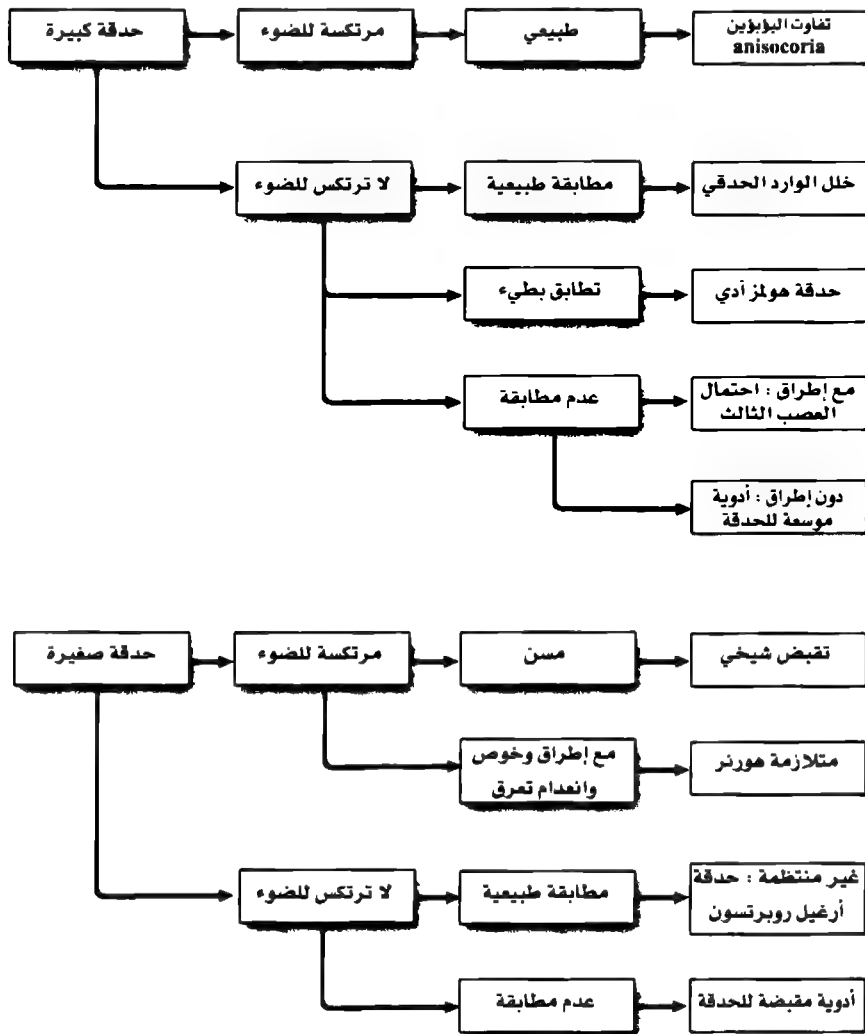 حدقة كبيرة
مرتكسة للضوء
طبيعي
تفاوت البؤبؤين
anisocoria
لا ترتكس للضوء
مطابقة طبيعية
خلل الوارد الحدقي
تطابق بطيء
حدقة هولمز أدي
عدم مطابقة
مع إطراق : احتمال
العصب الثالث
دون إطراق : أدوية
موسعة للحدقة
حدقة صغيرة
مرتكسة للضوء
مسن
تقبض شيخي
مع إطراق وخوص
وانعدام تعرق
متلازمة هورنر
لا ترتكس للضوء
مطابقة طبيعية
غير منتظمة : حدقة
أرغيل روبرتسون
عدم مطابقة
أدوية مقبضة للحدقة